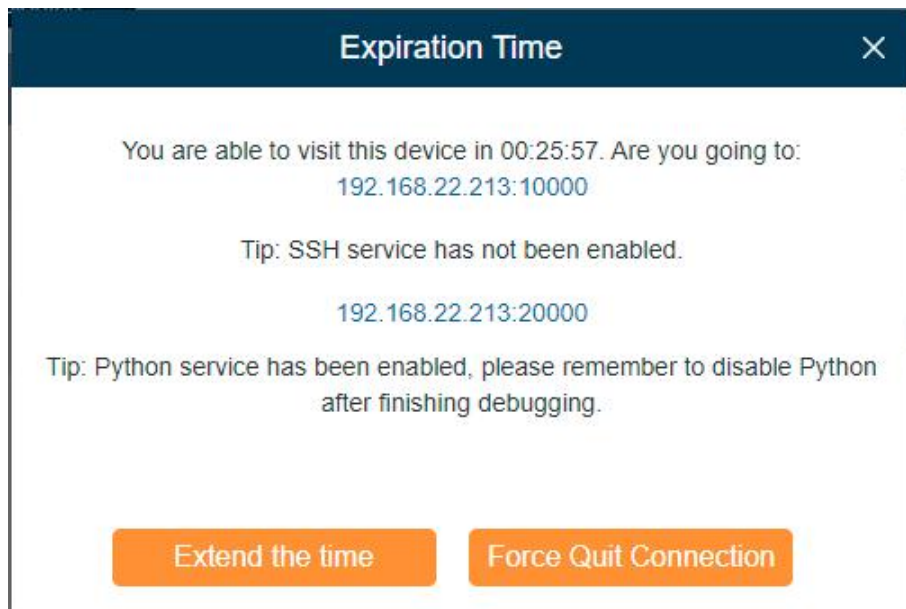 Expiration Time
You are able to visit this device in 00:25:57. Are you going to:
192.168.22.213:10000
Tip: SSH service has not been enabled.
192.168.22.213:20000
Tip: Python service has been enabled, please remember to disable Python
after finishing debugging.
Extend the time
Force Quit Connection